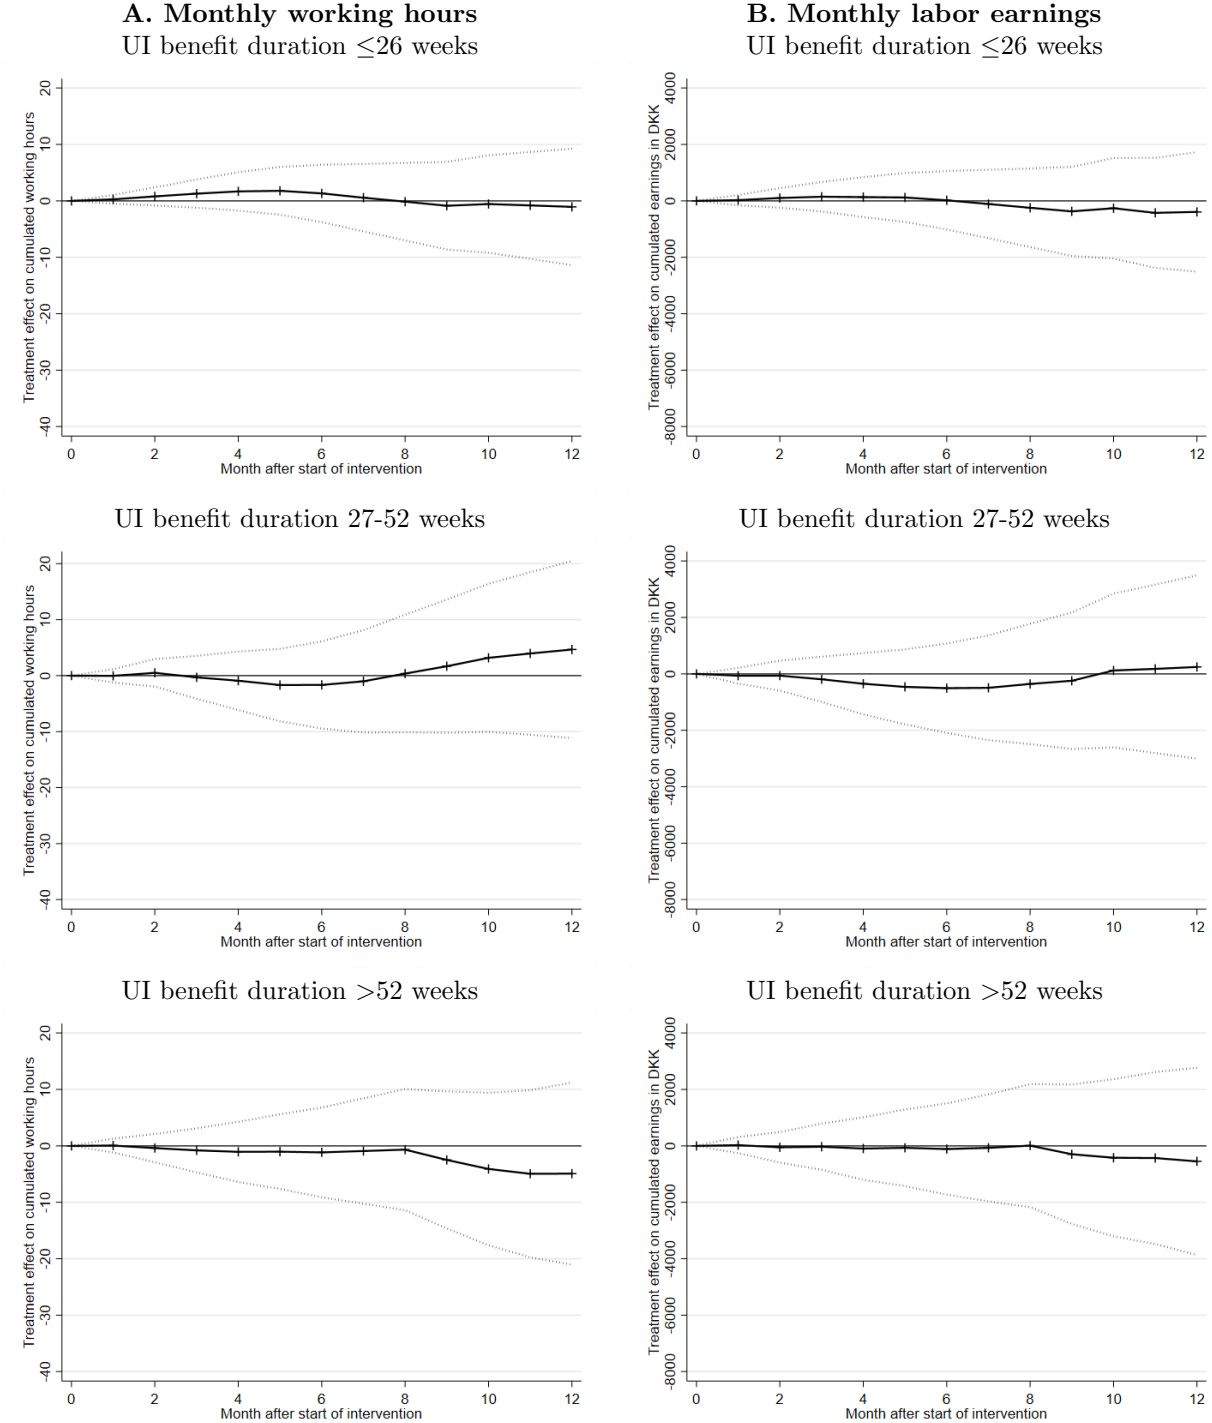 A. Monthly working hours
UI benefit duration ≤26 weeks
Treatment effect on cumulated working hours
20
10
0
-10
-20
-30
-40
0 2 4 6 8 10 12
Month after start of intervention
B. Monthly labor earnings
UI benefit duration ≤26 weeks
Treatment effect on cumulated earnings in DKK
4000
2000
0
-2000
-4000
-6000
-8000
0 2 4 6 8 10 12
Month after start of intervention
UI benefit duration 27-52 weeks
Treatment effect on cumulated working hours
20
10
0
-10
-20
-30
-40
0 2 4 6 8 10 12
Month after start of intervention
UI benefit duration 27-52 weeks
Treatment effect on cumulated earnings in DKK
4000
2000
0
-2000
-4000
-6000
-8000
0 2 4 6 8 10 12
Month after start of intervention
UI benefit duration >52 weeks
Treatment effect on cumulated working hours
20
10
0
-10
-20
-30
-40
0 2 4 6 8 10 12
Month after start of intervention
UI benefit duration >52 weeks
Treatment effect on cumulated earnings in DKK
4000
2000
0
-2000
-4000
-6000
-8000
0 2 4 6 8 10 12
Month after start of intervention